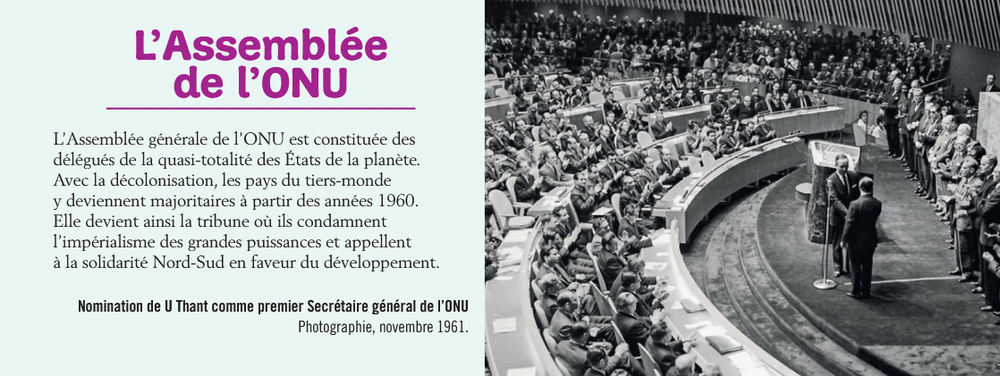 L’Assemblée
de l’ONU
L’Assemblée générale de l’ONU est constituée des
délégués de la quasi-totalité des États de la planète.
Avec la décolonisation, les pays du tiers-monde
y deviennent majoritaires à partir des années 1960.
Elle devient ainsi la tribune où ils condamnent
l’impérialisme des grandes puissances et appellent
à la solidarité Nord-Sud en faveur du développement.
Nomination de U Thant comme premier Secrétaire général de l’ONU
Photographie, novembre 1961.